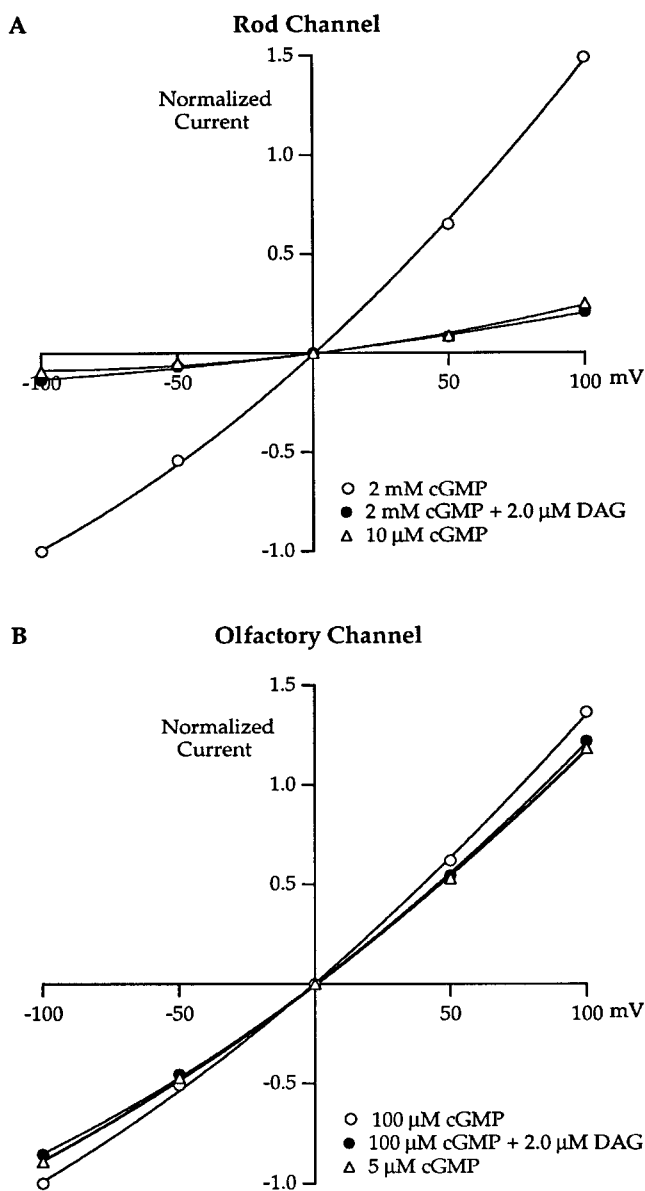 A
Rod Channel
1.5
Normalized
Current
1.0
0.5
-100
-50
50
100 mV
-0.5
○ 2 mM cGMP
● 2 mM cGMP + 2.0 µM DAG
△ 10 µM cGMP
-1.0
B
Olfactory Channel
1.5
Normalized
Current
1.0
0.5
-100
-50
50
100 mV
-0.5
○ 100 µM cGMP
● 100 µM cGMP + 2.0 µM DAG
△ 5 µM cGMP
-1.0